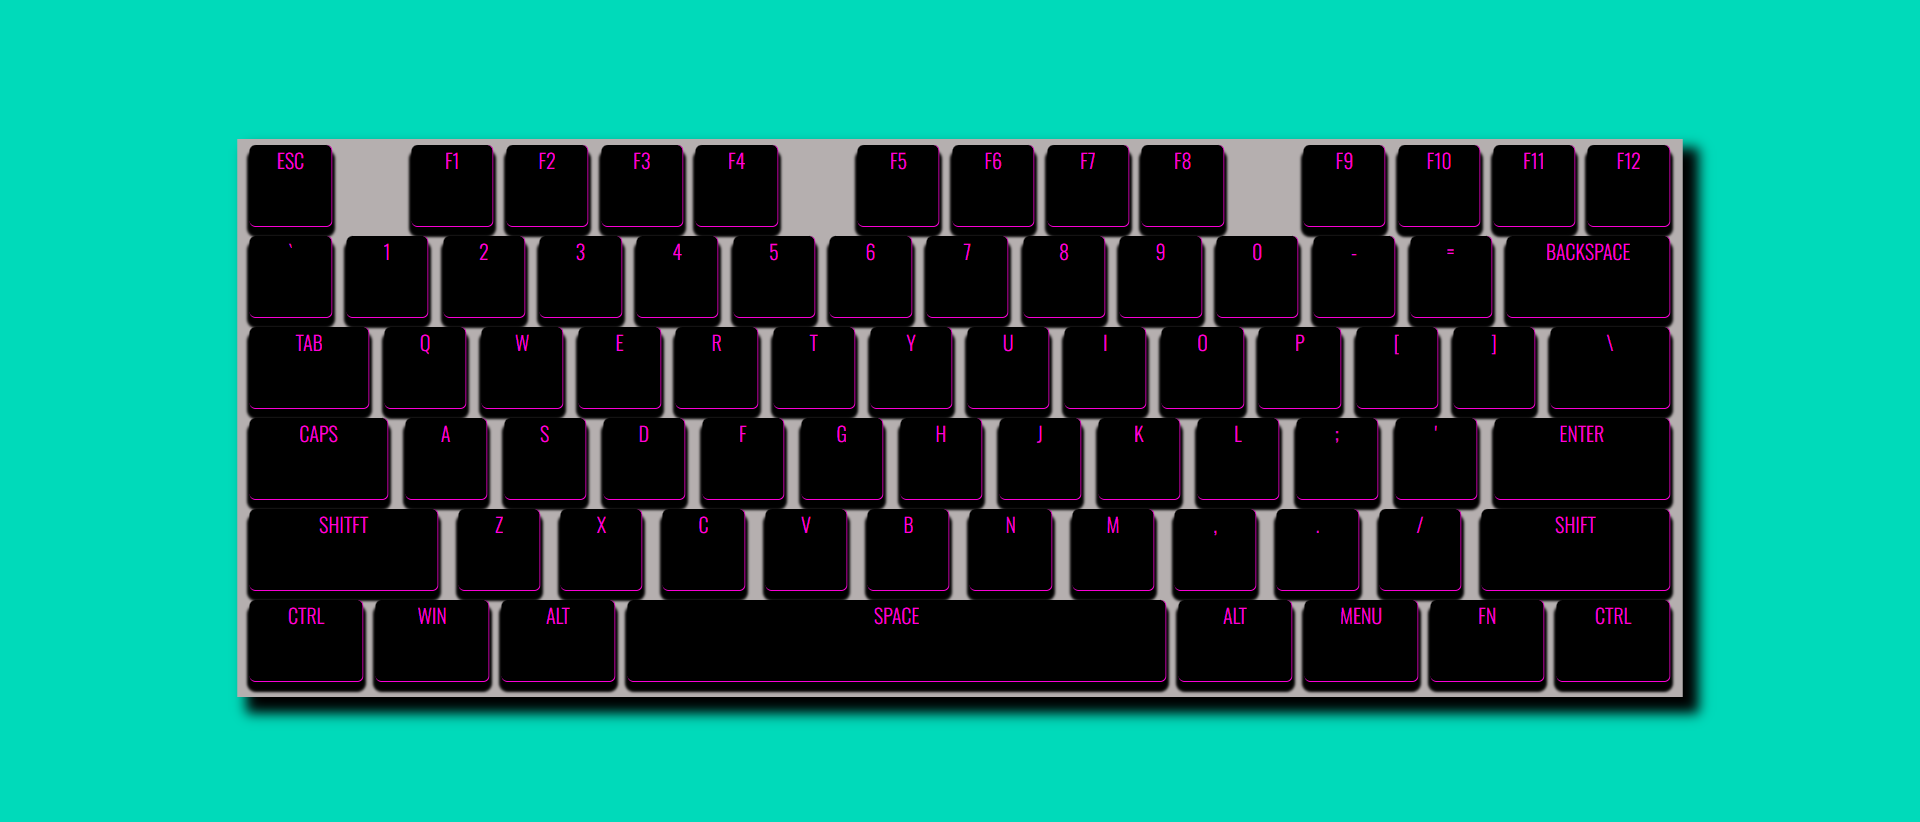 ESC F1 F2 F3 F4 F5 F6 F7 F8 F9 F10 F11 F12
` 1 2 3 4 5 6 7 8 9 0 - = BACKSPACE
TAB Q W E R T Y U I O P [ ] \
CAPS A S D F G H J K L ; ' ENTER
SHITFT Z X C V B N M , . / SHIFT
CTRL WIN ALT SPACE ALT MENU FN CTRL